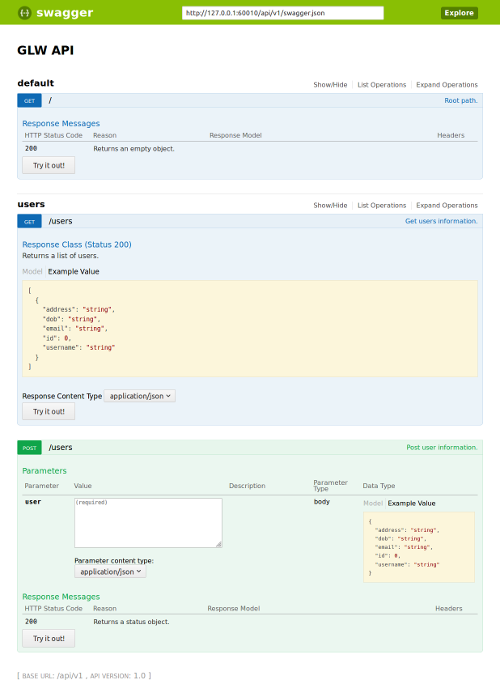 swagger
http://127.0.0.1:60010/api/v1/swagger.json
Explore
GLW API
default
Show/Hide List Operations Expand Operations
GET / Root path.
Response Messages
HTTP Status Code Reason Response Model Headers
200 Returns an empty object.
Try it out!
users
Show/Hide List Operations Expand Operations
GET /users Get users information.
Response Class (Status 200)
Returns a list of users.
Model Example Value
[
{
"address": "string",
"dob": "string",
"email": "string",
"id": 0,
"username": "string"
}
]
Response Content Type application/json
Try it out!
POST /users Post user information.
Parameters
Parameter Value Description Parameter Type Data Type
user (required) body Model Example Value
{
"address": "string",
"dob": "string",
"email": "string",
"id": 0,
"username": "string"
}
Parameter content type:
application/json
Response Messages
HTTP Status Code Reason Response Model Headers
200 Returns a status object.
Try it out!
[ BASE URL: /api/v1 , API VERSION: 1.0 ]